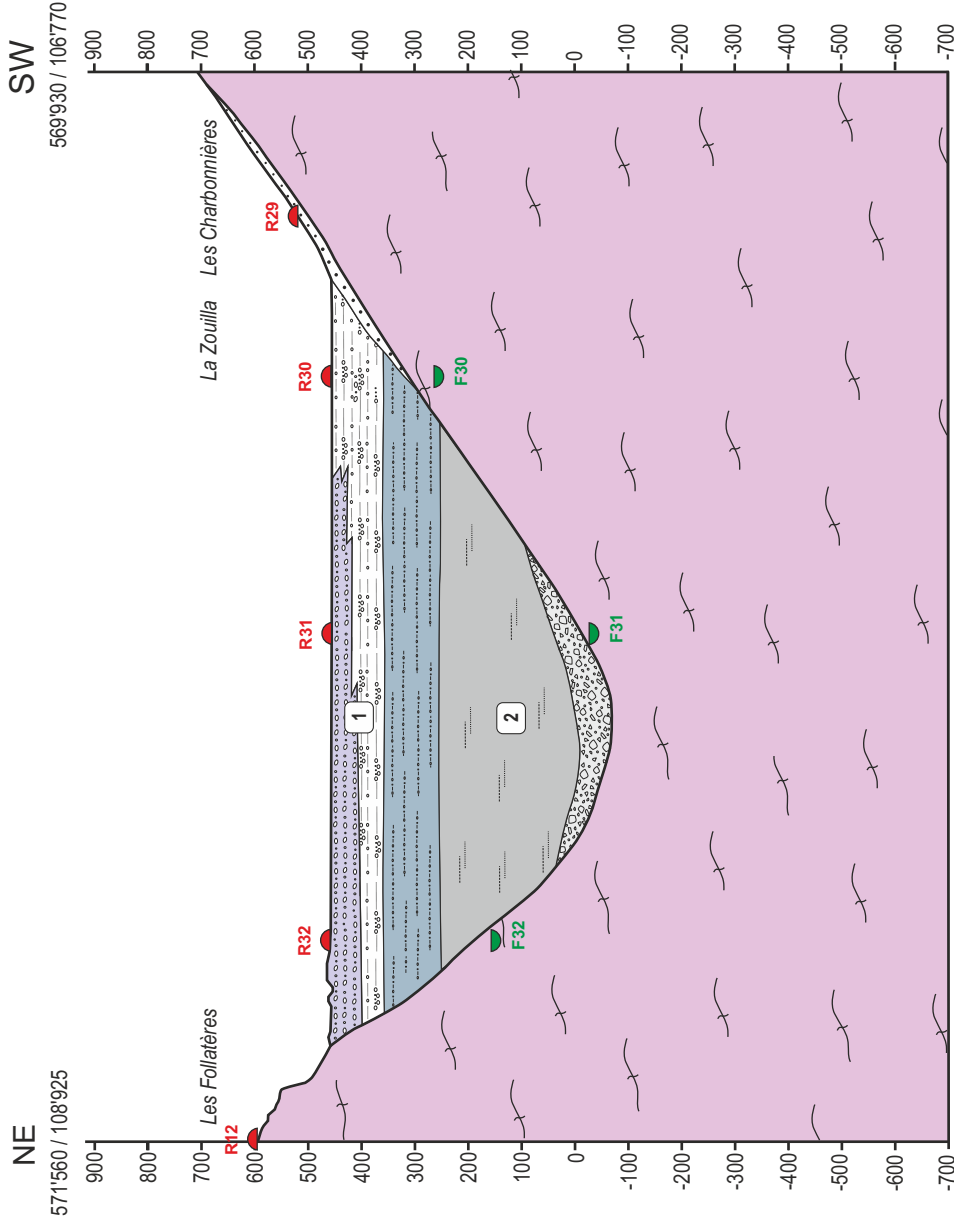 NE
571'560 / 108'925
SW
569'930 / 106'770
Les Follatères
La Zouilla
Les Charbonnières
R12
R32
R31
R30
R29
1
2
F32
F31
F30
900
800
700
600
500
400
300
200
100
0
-100
-200
-300
-400
-500
-600
-700
900
800
700
600
500
400
300
200
100
0
-100
-200
-300
-400
-500
-600
-700